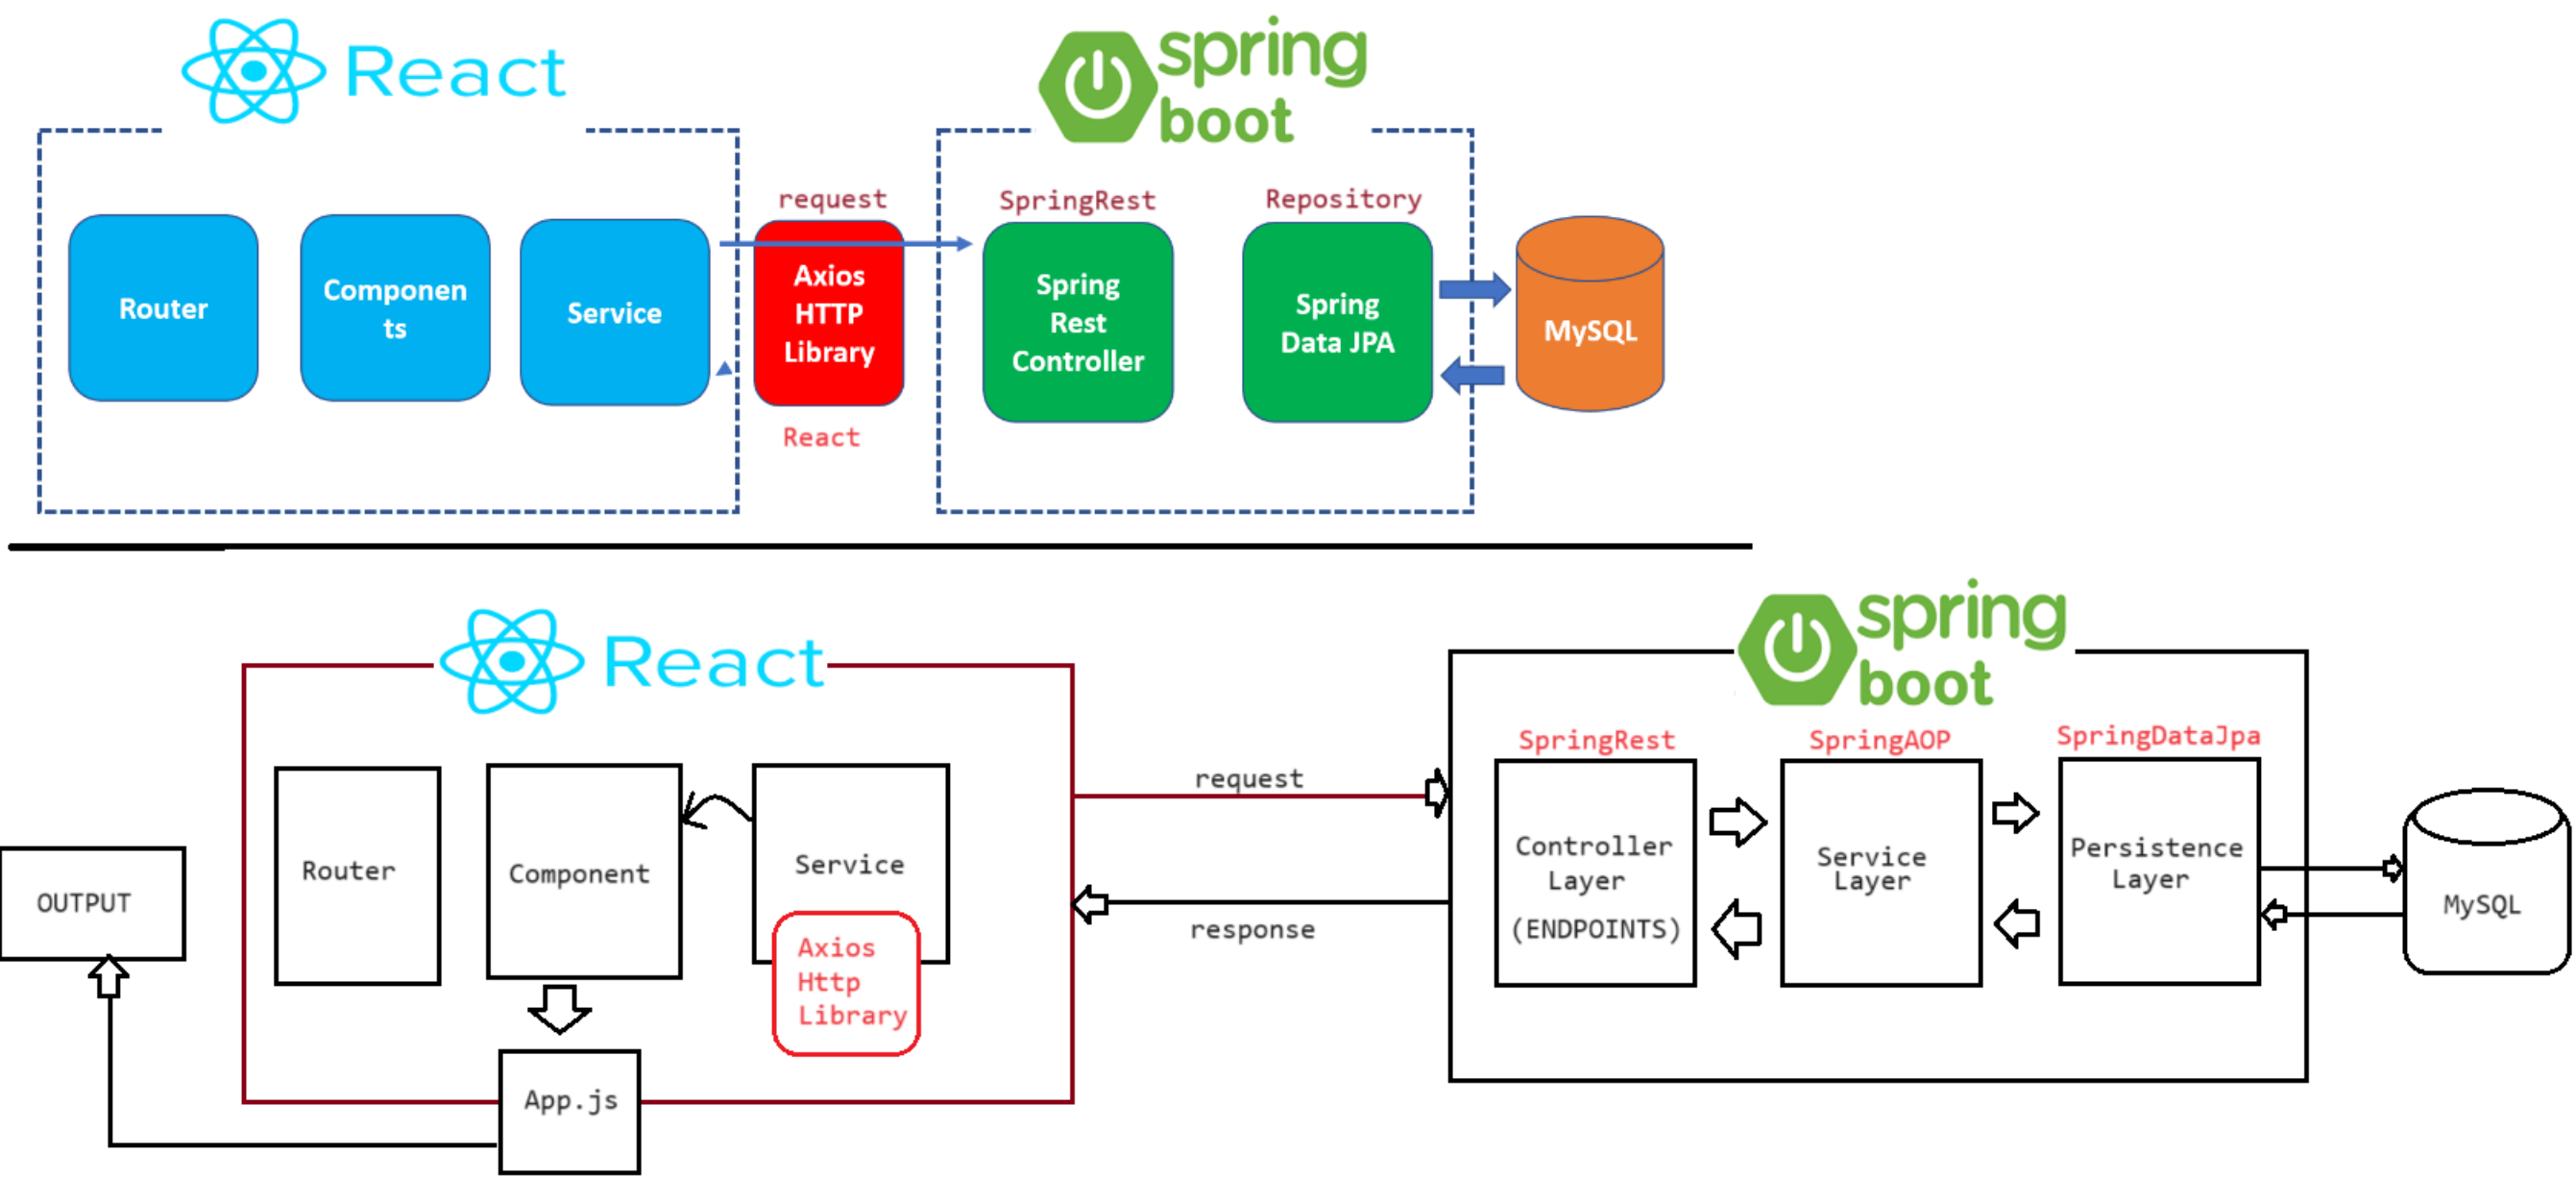 React
spring
boot
request
SpringRest
Repository
Router
Componen
ts
Service
Axios
HTTP
Library
Spring
Rest
Controller
Spring
Data JPA
MySQL
React
React
spring
boot
SpringRest
SpringAOP
SpringDataJpa
OUTPUT
Router
Component
Service
Axios
Http
Library
App.js
request
response
Controller
Layer
(ENDPOINTS)
Service
Layer
Persistence
Layer
MySQL